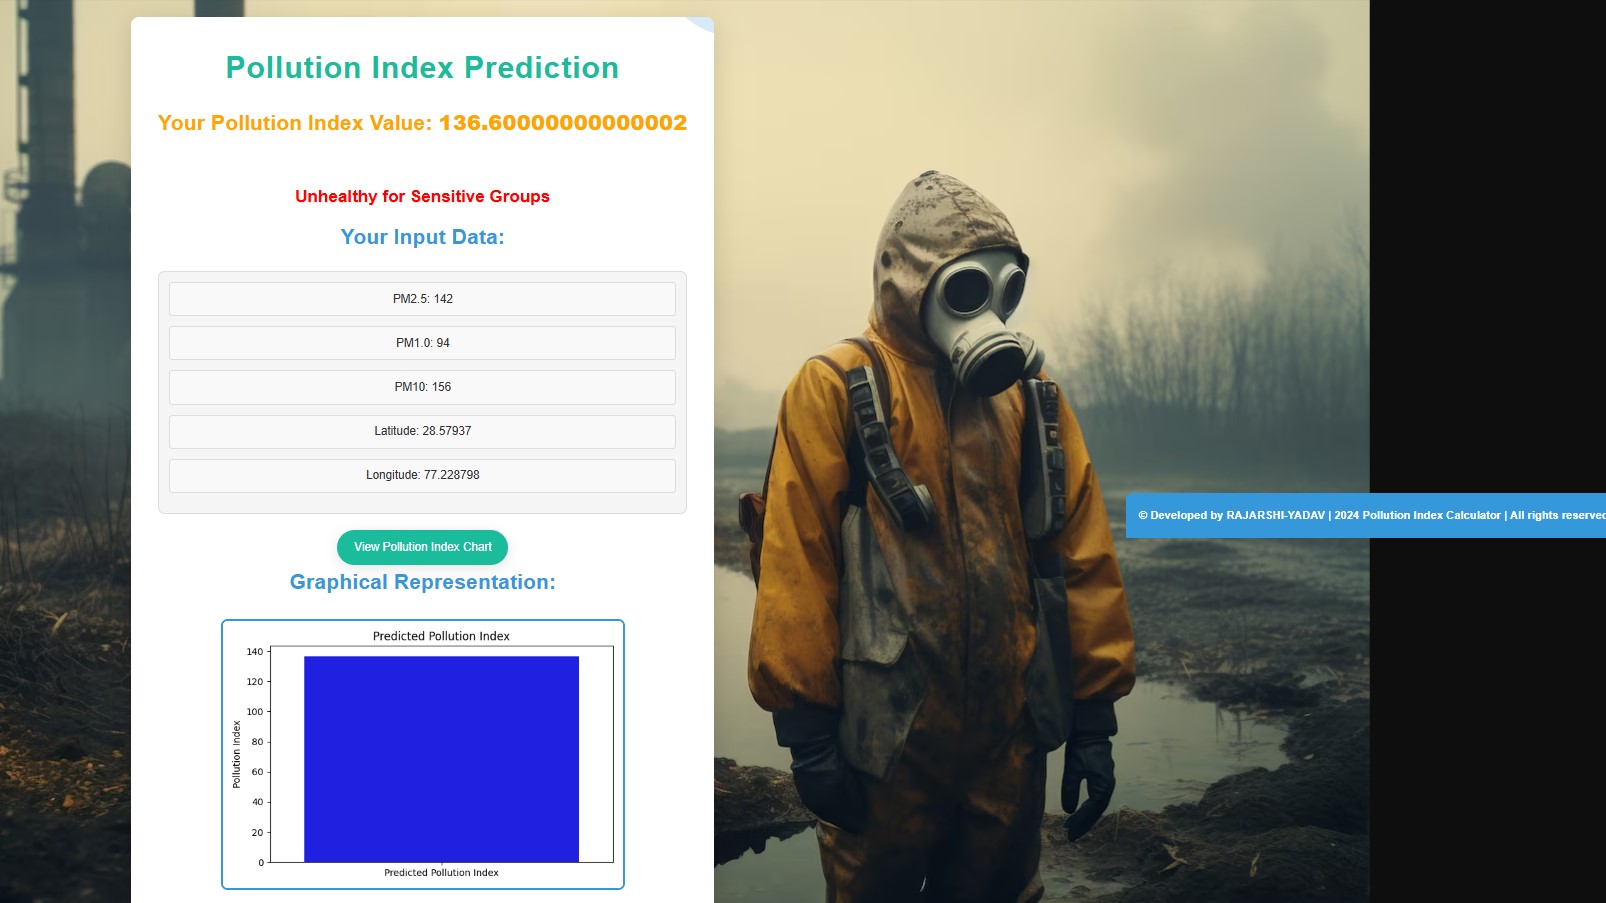 Pollution Index Prediction
Your Pollution Index Value: 136.60000000000002
Unhealthy for Sensitive Groups
Your Input Data:
PM2.5: 142
PM1.0: 94
PM10: 156
Latitude: 28.57937
Longitude: 77.228798
View Pollution Index Chart
Graphical Representation:
Predicted Pollution Index
140
120
100
80
60
40
20
0
Pollution Index
Predicted Pollution Index
© Developed by RAJARSHI-YADAV | 2024 Pollution Index Calculator | All rights reserved